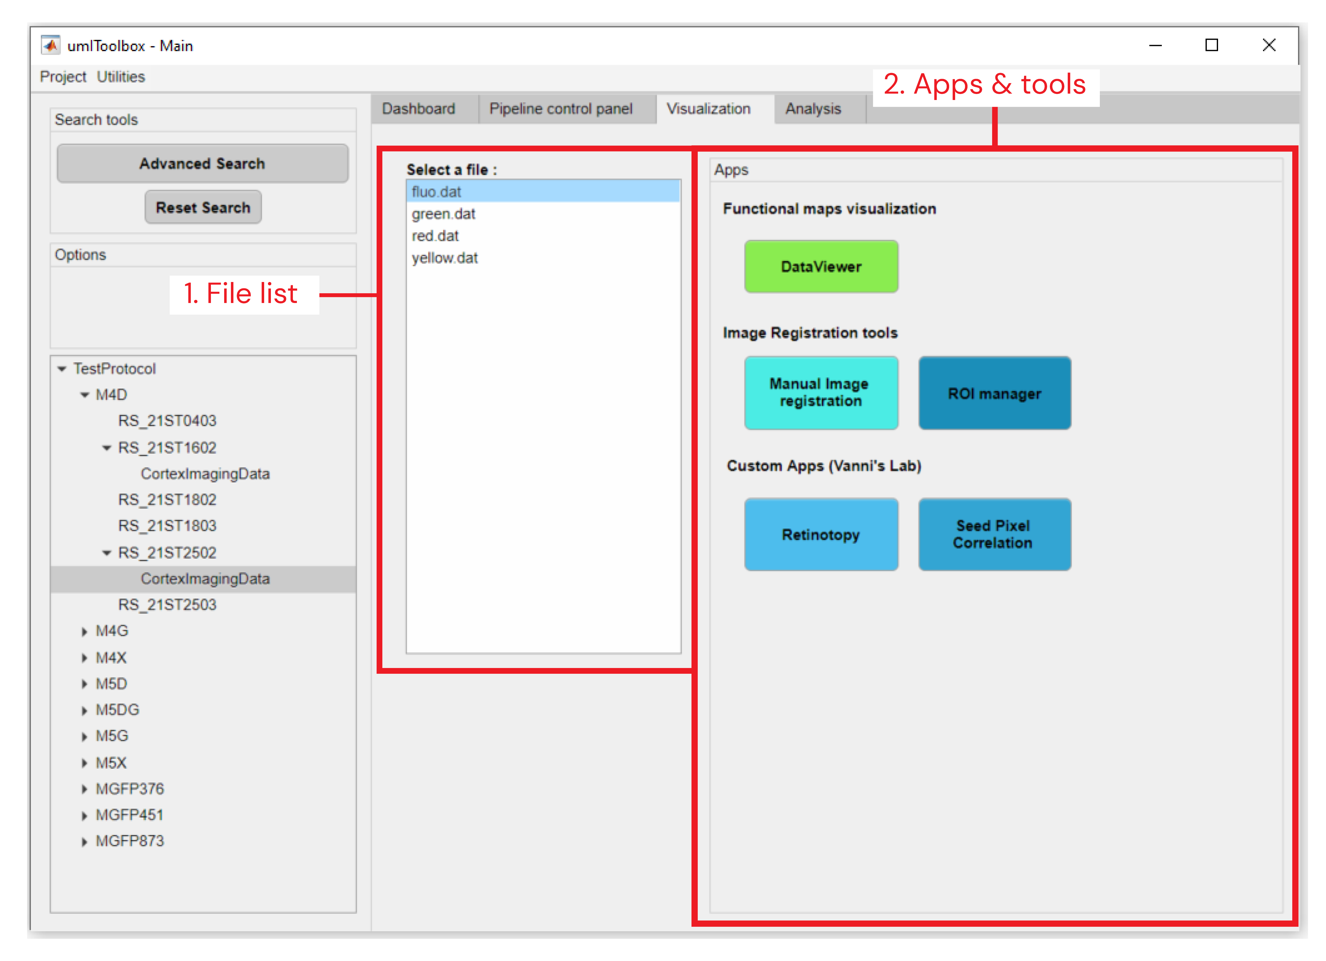 umIToolbox - Main
Project Utilities
2. Apps & tools
Search tools
Advanced Search
Reset Search
Options
1. File list
TestProtocol
M4D
RS_21ST0403
RS_21ST1602
CortexImagingData
RS_21ST1802
RS_21ST1803
RS_21ST2502
CortexImagingData
RS_21ST2503
M4G
M4X
M5D
M5DG
M5G
M5X
MGFP376
MGFP451
MGFP873
Dashboard Pipeline control panel Visualization Analysis
Select a file :
fluo.dat
green.dat
red.dat
yellow.dat
Apps
Functional maps visualization
DataViewer
Image Registration tools
Manual Image
registration
ROI manager
Custom Apps (Vanni's Lab)
Retinotopy
Seed Pixel
Correlation